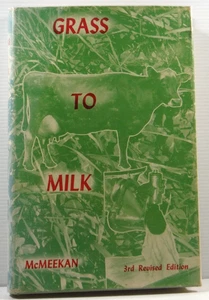 GRASS
TO
MILK
McMEEKAN
3rd Revised Edition